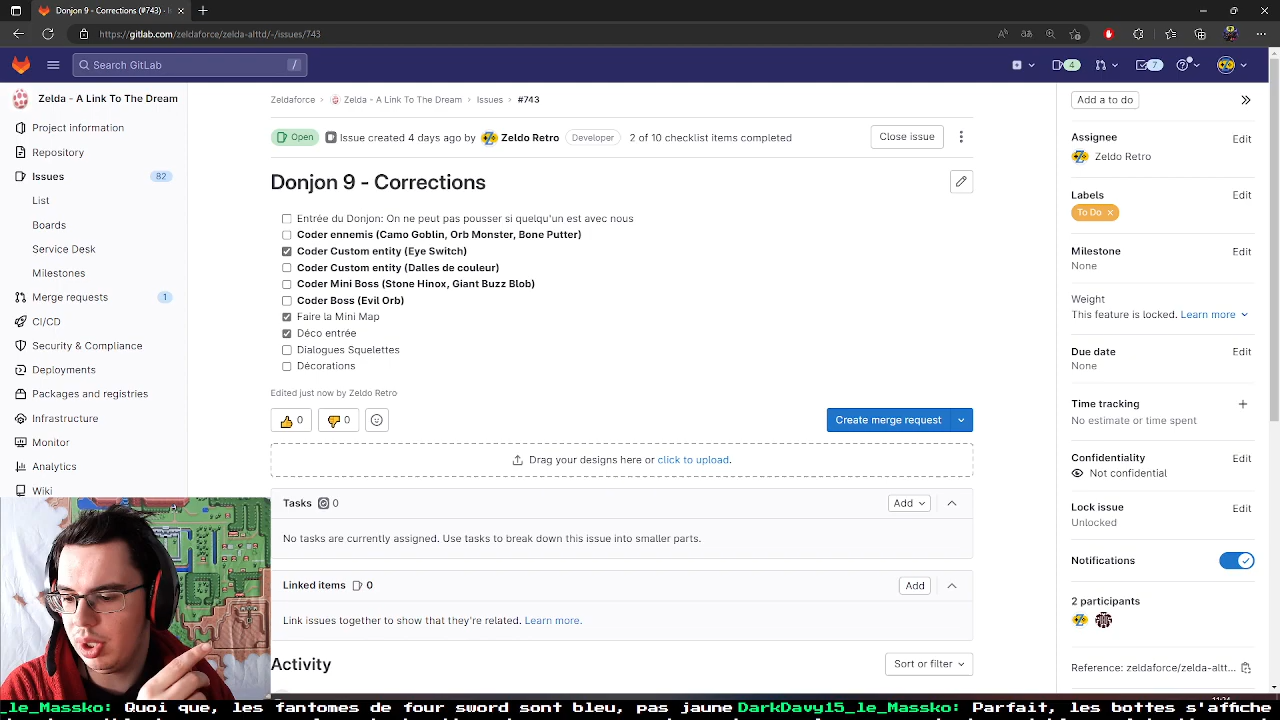 Donjon 9 - Corrections (#743) · I
https://gitlab.com/zeldaforce/zelda-alttd/-/issues/743
Search GitLab
/
4
7
Zelda - A Link To The Dream
Project information
Repository
Issues
82
List
Boards
Service Desk
Milestones
Merge requests
1
CI/CD
Security & Compliance
Deployments
Packages and registries
Infrastructure
Monitor
Analytics
Wiki
Zeldaforce
Zelda - A Link To The Dream
Issues
#743
Open
Issue created 4 days ago by Zeldo Retro
Developer
2 of 10 checklist items completed
Close issue
Donjon 9 - Corrections
Entrée du Donjon: On ne peut pas pousser si quelqu'un est avec nous
Coder ennemis (Camo Goblin, Orb Monster, Bone Putter)
Coder Custom entity (Eye Switch)
Coder Custom entity (Dalles de couleur)
Coder Mini Boss (Stone Hinox, Giant Buzz Blob)
Coder Boss (Evil Orb)
Faire la Mini Map
Déco entrée
Dialogues Squelettes
Décorations
Edited just now by Zeldo Retro
0
0
Create merge request
Drag your designs here or click to upload.
Tasks
0
Add
No tasks are currently assigned. Use tasks to break down this issue into smaller parts.
Linked items
0
Add
Link issues together to show that they're related. Learn more.
Activity
Sort or filter
Add a to do
Assignee
Edit
Zeldo Retro
Labels
Edit
To Do
Milestone
Edit
None
Weight
This feature is locked. Learn more
Due date
Edit
None
Time tracking
No estimate or time spent
Confidentiality
Edit
Not confidential
Lock issue
Edit
Unlocked
Notifications
2 participants
Reference: zeldaforce/zelda-altt...
_le_Massko: Quoi que, les fantomes de four sword sont bleu, pas jaune DarkDavy15_le_Massko: Parfait, les bottes s'affiche